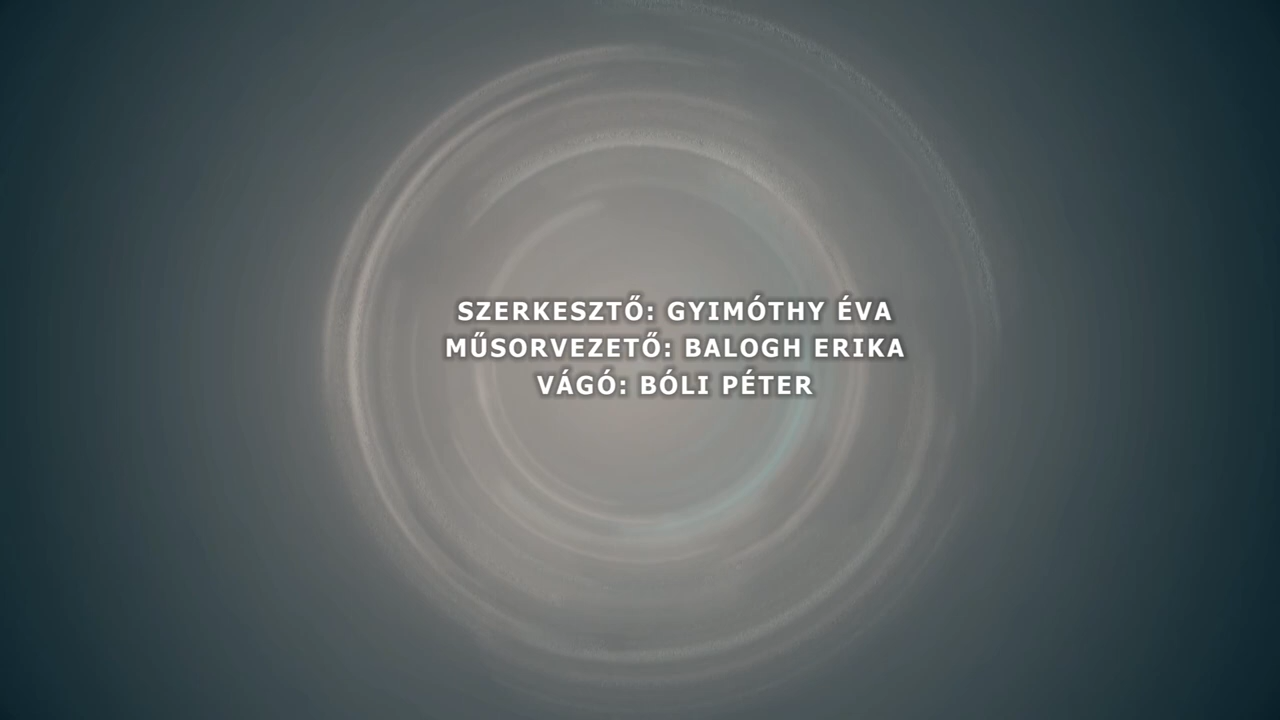 SZERKESZTŐ: GYIMÓTHY ÉVA
MŰSORVEZETŐ: BALOGH ERIKA
VÁGÓ: BÓLI PÉTER